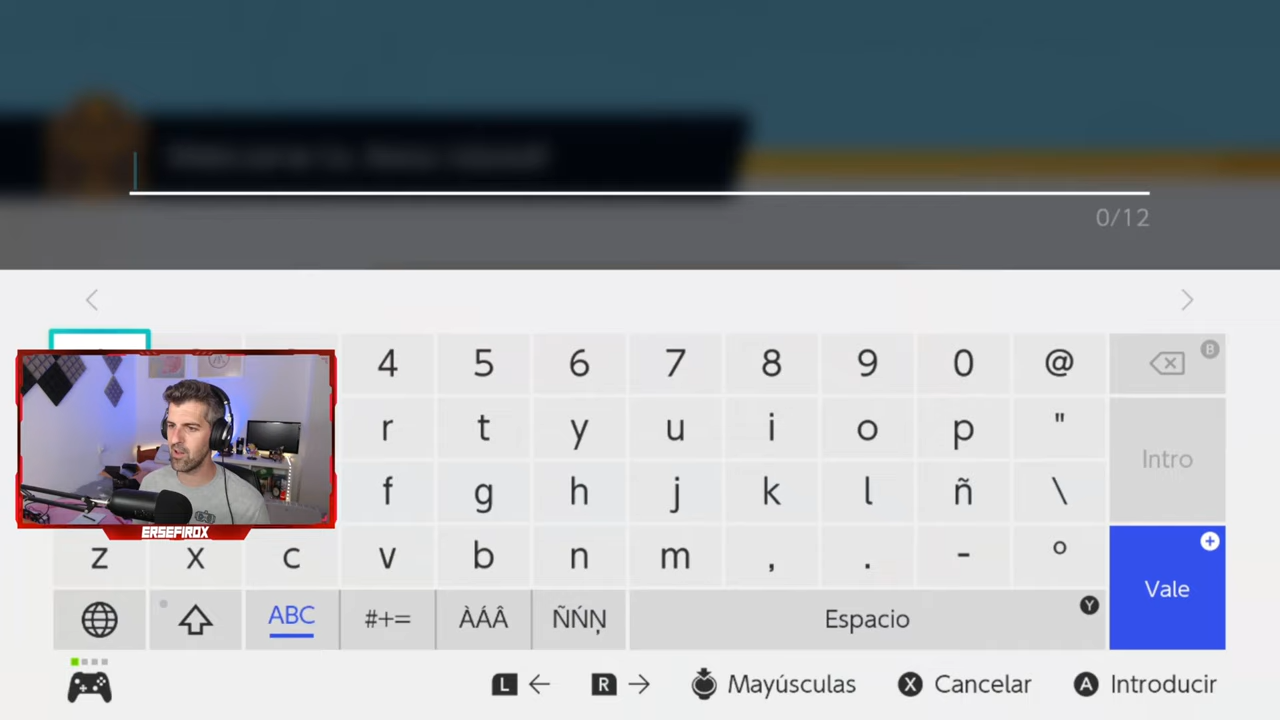 0/12
4 5 6 7 8 9 0 @ B
r t y u i o p "
Intro
f g h j k l ñ \
ERSEFIROX
z x c v b n m , . - º +
Vale
ABC #+= ÀÁÂ ÑŃŅ Espacio Y
L ← R → Mayúsculas X Cancelar A Introducir